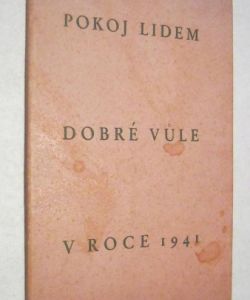 POKOJ LIDEM
DOBRÉ VŮLE
V ROCE 1941